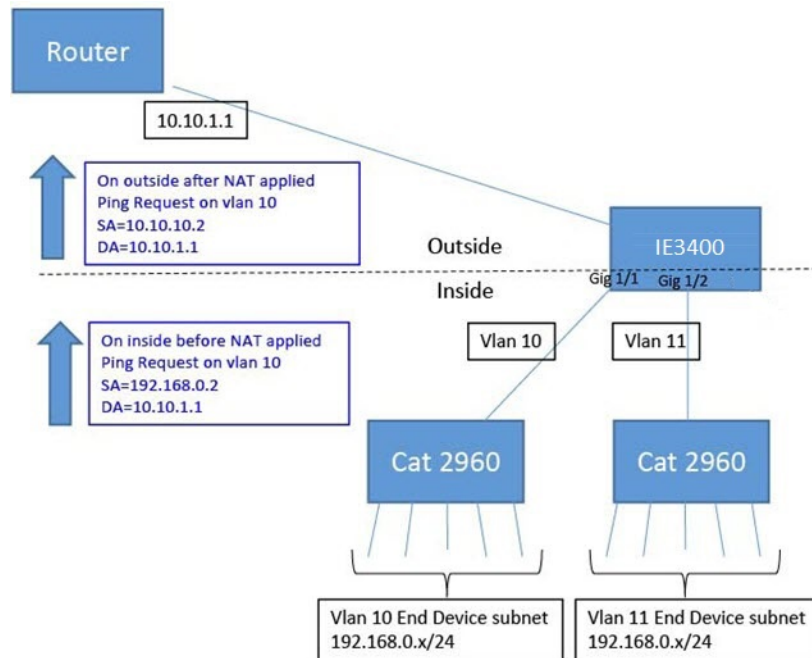 Router
10.10.1.1
On outside after NAT applied
Ping Request on vlan 10
SA=10.10.10.2
DA=10.10.1.1
Outside
IE3400
Gig 1/1
Gig 1/2
Inside
On inside before NAT applied
Ping Request on vlan 10
SA=192.168.0.2
DA=10.10.1.1
Vlan 10
Vlan 11
Cat 2960
Cat 2960
Vlan 10 End Device subnet
192.168.0.x/24
Vlan 11 End Device subnet
192.168.0.x/24